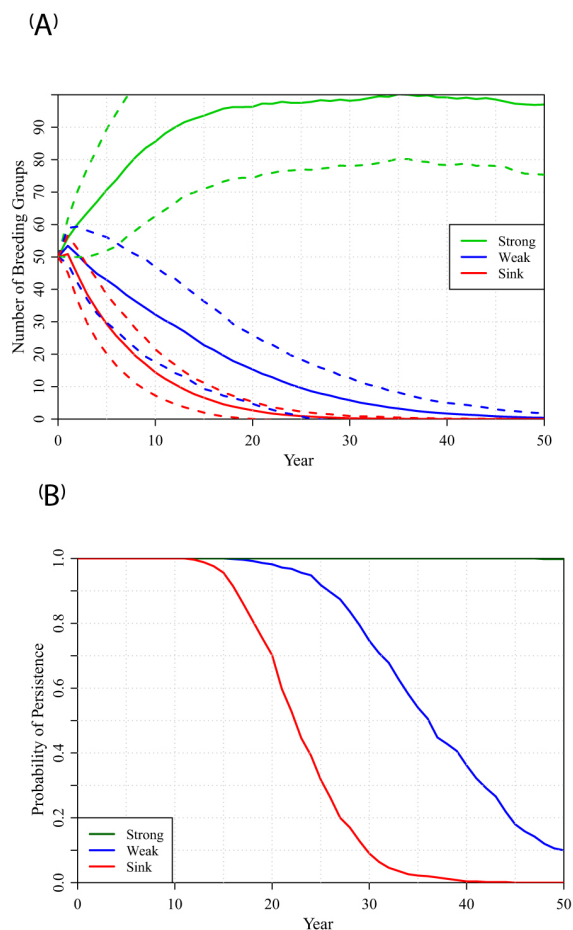 (A)
Number of Breeding Groups
90
80
70
60
50
40
30
20
10
0
Strong
Weak
Sink
0 10 20 30 40 50
Year
(B)
Probability of Persistence
1.0
0.8
0.6
0.4
0.2
0.0
Strong
Weak
Sink
0 10 20 30 40 50
Year